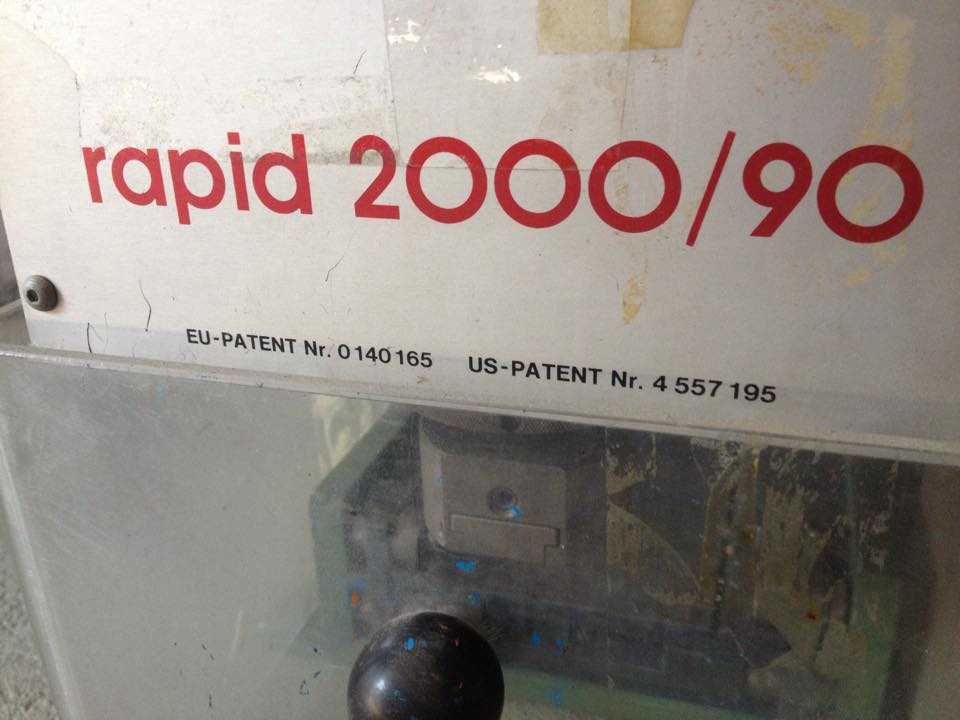 rapid 2000/90
EU-PATENT Nr. 0140165 US-PATENT Nr. 4 557 195